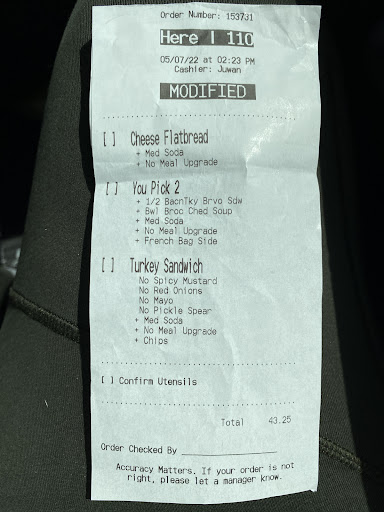 Order Number: 153731
Here | 110
05/07/22 at 02:23 PM
Cashier: Juwan
MODIFIED
[ ] Cheese Flatbread
+ Med Soda
+ No Meal Upgrade
[ ] You Pick 2
+ 1/2 BacnTky Brvo Sdw
+ Bwl Broc Ched Soup
+ Med Soda
+ No Meal Upgrade
+ French Bag Side
[ ] Turkey Sandwich
No Spicy Mustard
No Red Onions
No Mayo
No Pickle Spear
+ Med Soda
+ No Meal Upgrade
+ Chips
[ ] Confirm Utensils
Total 43.25
Order Checked By
Accuracy Matters. If your order is not
right, please let a manager know.